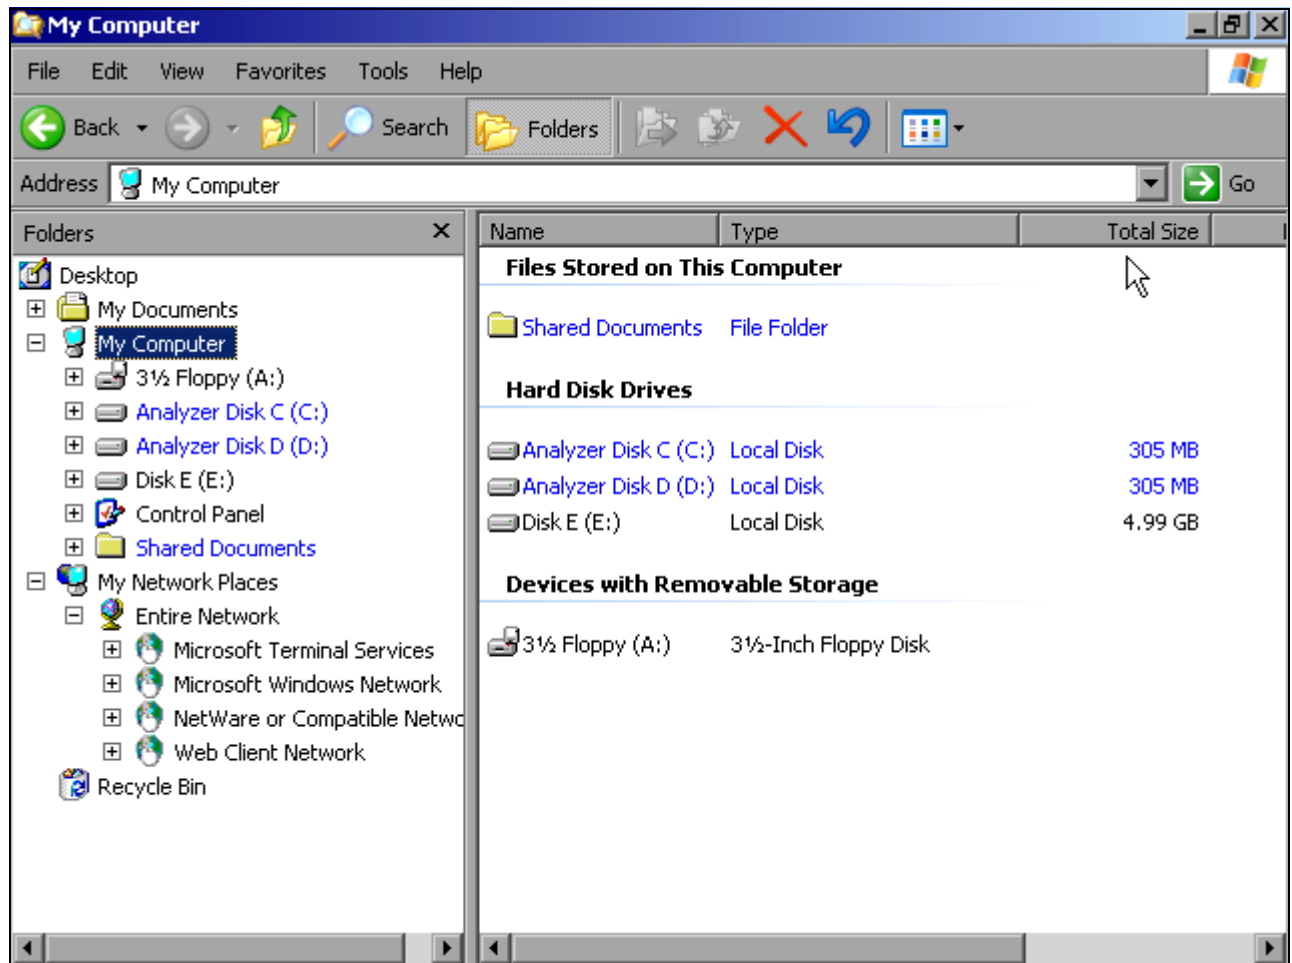 My Computer
File Edit View Favorites Tools Help
Back Search Folders
Address My Computer Go
Folders
Desktop
My Documents
My Computer
3½ Floppy (A:)
Analyzer Disk C (C:)
Analyzer Disk D (D:)
Disk E (E:)
Control Panel
Shared Documents
My Network Places
Entire Network
Microsoft Terminal Services
Microsoft Windows Network
NetWare or Compatible Netwo
Web Client Network
Recycle Bin
Name Type Total Size
Files Stored on This Computer
Shared Documents File Folder
Hard Disk Drives
Analyzer Disk C (C:) Local Disk 305 MB
Analyzer Disk D (D:) Local Disk 305 MB
Disk E (E:) Local Disk 4.99 GB
Devices with Removable Storage
3½ Floppy (A:) 3½-Inch Floppy Disk